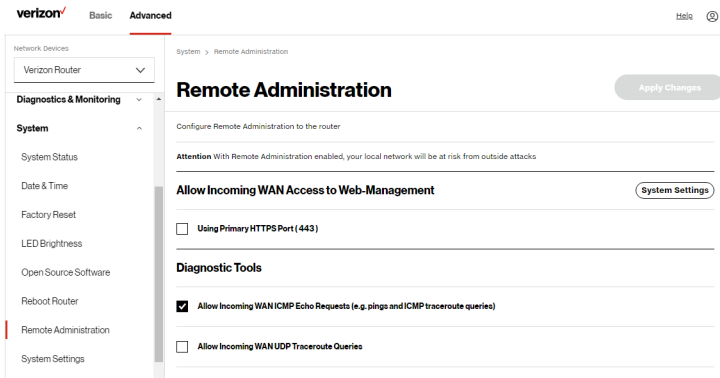 verizon
Basic
Advanced
Help
Network Devices
Verizon Router
Diagnostics & Monitoring
System
System Status
Date & Time
Factory Reset
LED Brightness
Open Source Software
Reboot Router
Remote Administration
System Settings
System > Remote Administration
Remote Administration
Apply Changes
Configure Remote Administration to the router
Attention With Remote Administration enabled, your local network will be at risk from outside attacks
Allow Incoming WAN Access to Web-Management
System Settings
Using Primary HTTPS Port ( 443 )
Diagnostic Tools
Allow Incoming WAN ICMP Echo Requests (e.g. pings and ICMP traceroute queries)
Allow Incoming WAN UDP Traceroute Queries